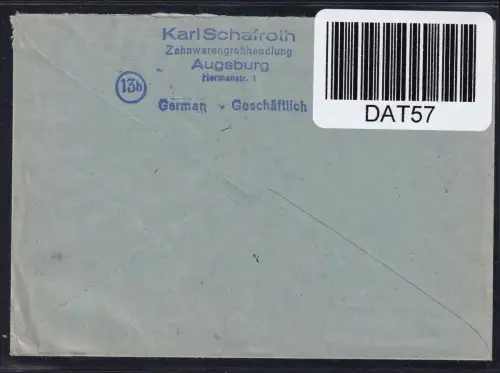 Karl Schafroth
Zahnwarengroßhandlung
Augsburg
Hermanstr. 1
13b
German - Geschäftlich
DAT57